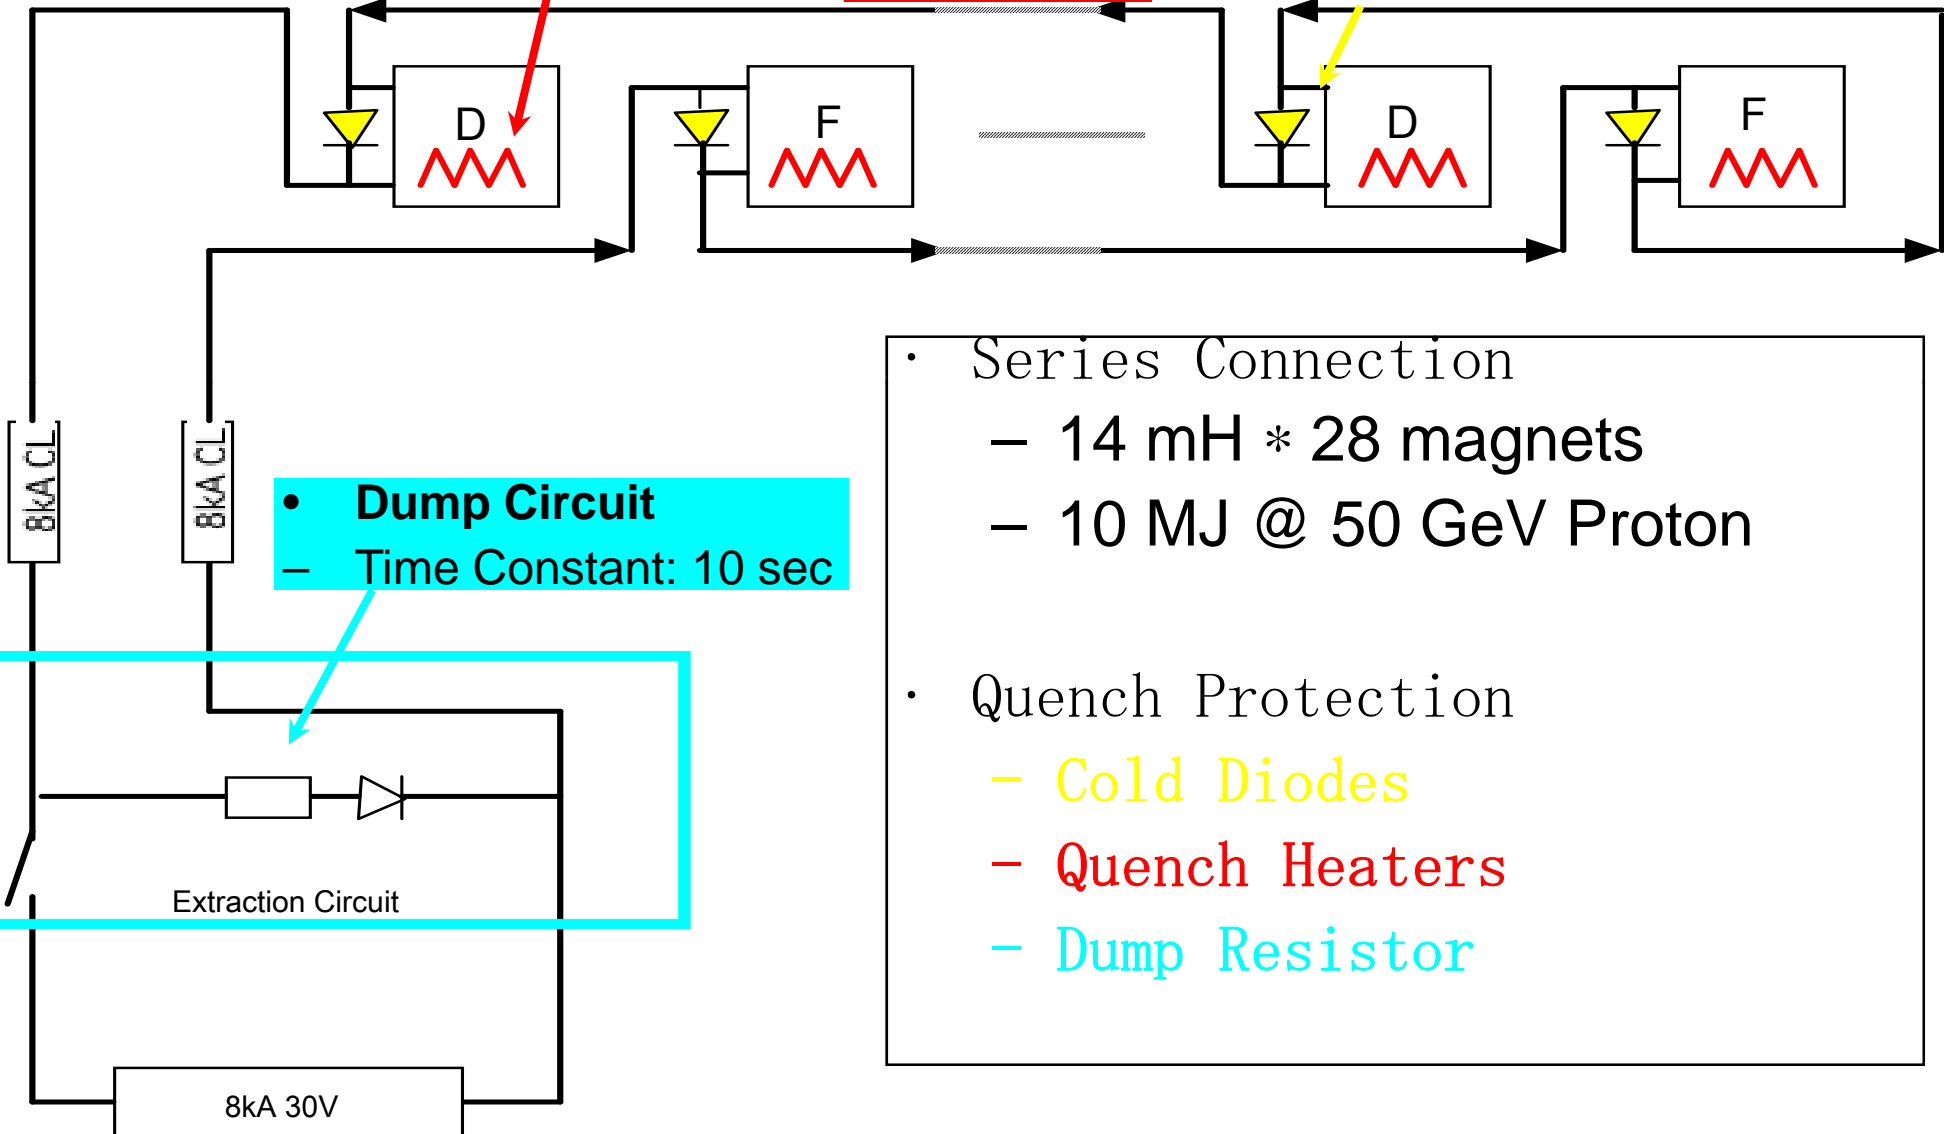 D
F
D
F
8kA CL
8kA CL
• Dump Circuit
– Time Constant: 10 sec
· Series Connection
– 14 mH * 28 magnets
– 10 MJ @ 50 GeV Proton
· Quench Protection
– Cold Diodes
– Quench Heaters
– Dump Resistor
Extraction Circuit
8kA 30V